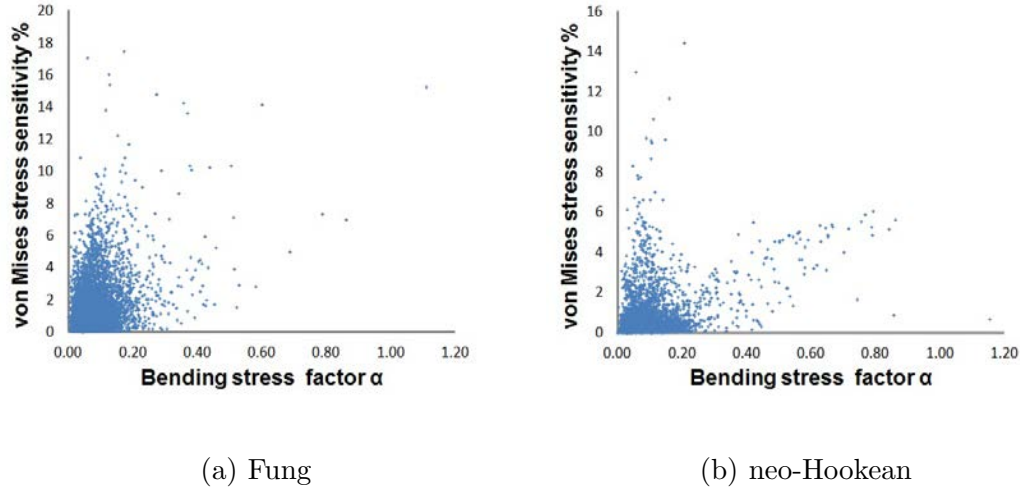 von Mises stress sensitivity %
20
18
16
14
12
10
8
6
4
2
0
0.00 0.20 0.40 0.60 0.80 1.00 1.20
Bending stress factor α
(a) Fung
von Mises stress sensitivity %
16
14
12
10
8
6
4
2
0
0.00 0.20 0.40 0.60 0.80 1.00 1.20
Bending stress factor α
(b) neo-Hookean